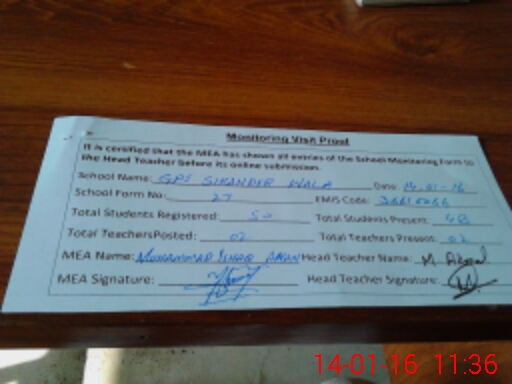 Monitoring Visit Proof
It is certified that the MEA has shown all entries of the School Monitoring Form to
the Head Teacher before its online submission.
School Name: GPS SIKANDER WALA Date: 14-01-16
School Form No: 27 EMIS Code:
Total Students Registered: 50 Total Students Present: 48
Total Teachers Posted: 02 Total Teachers Present: 02
MEA Name: MUHAMMAD Head Teacher Name: M
MEA Signature: Head Teacher Signature:
14-01-16 11:36